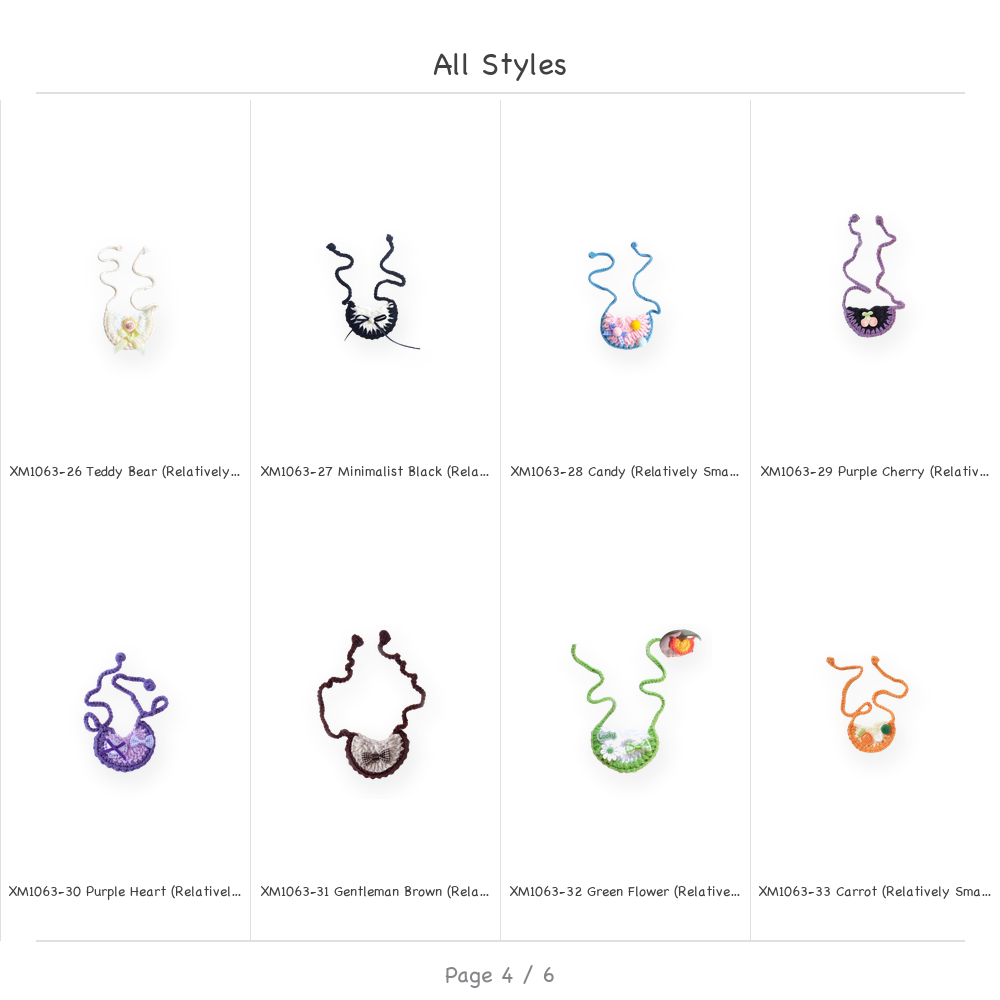 All Styles
XM1063-26 Teddy Bear (Relatively...
XM1063-27 Minimalist Black (Rela...
XM1063-28 Candy (Relatively Sma...
XM1063-29 Purple Cherry (Relativ...
XM1063-30 Purple Heart (Relativel...
XM1063-31 Gentleman Brown (Rela...
XM1063-32 Green Flower (Relative...
XM1063-33 Carrot (Relatively Sma...
Page 4 / 6